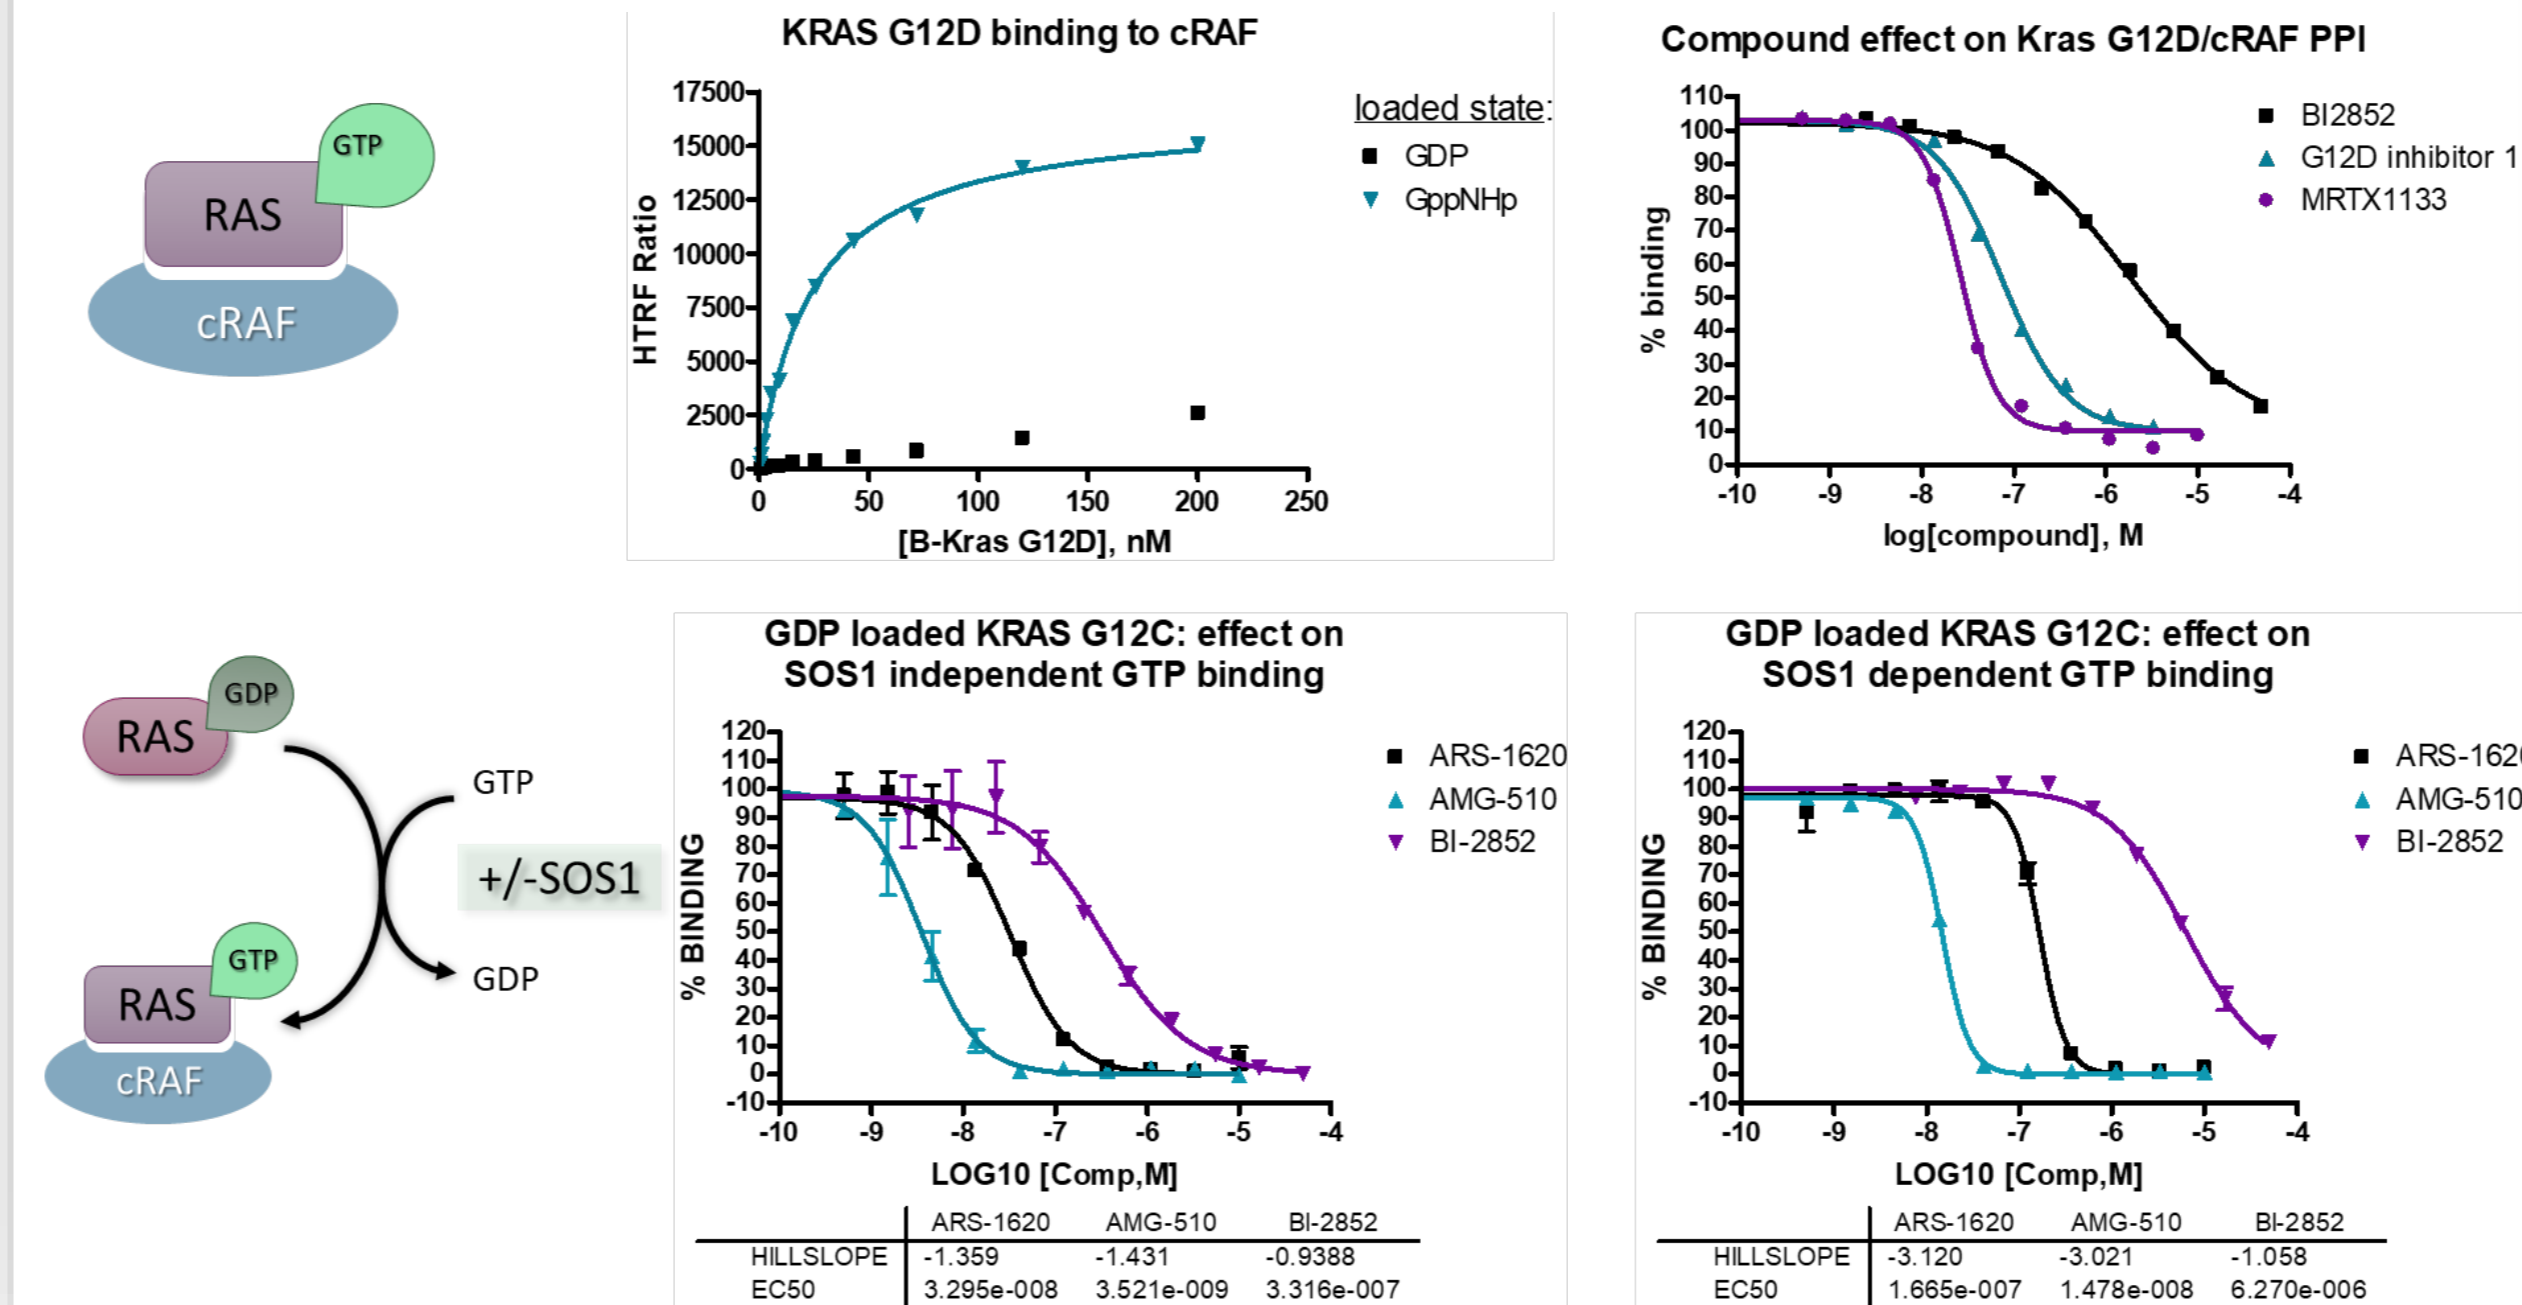 GTP
RAS
cRAF
KRAS G12D binding to cRAF
HTRF Ratio
17500
15000
12500
10000
7500
5000
2500
0
0 50 100 150 200 250
[B-Kras G12D], nM
loaded state:
GDP
GppNHp
Compound effect on Kras G12D/cRAF PPI
% binding
110
100
90
80
70
60
50
40
30
20
10
0
-10 -9 -8 -7 -6 -5 -4
log[compound], M
BI2852
G12D inhibitor 1
MRTX1133
GDP
RAS
GTP
+/-SOS1
GDP
GTP
RAS
cRAF
GDP loaded KRAS G12C: effect on
SOS1 independent GTP binding
% BINDING
120
110
100
90
80
70
60
50
40
30
20
10
0
-10
-10 -9 -8 -7 -6 -5 -4
LOG10 [Comp,M]
ARS-1620
AMG-510
BI-2852
ARS-1620 AMG-510 BI-2852
HILLSLOPE -1.359 -1.431 -0.9388
EC50 3.295e-008 3.521e-009 3.316e-007
GDP loaded KRAS G12C: effect on
SOS1 dependent GTP binding
% BINDING
120
110
100
90
80
70
60
50
40
30
20
10
0
-10
-10 -9 -8 -7 -6 -5 -4
LOG10 [Comp,M]
ARS-1620
AMG-510
BI-2852
ARS-1620 AMG-510 BI-2852
HILLSLOPE -3.120 -3.021 -1.058
EC50 1.665e-007 1.478e-008 6.270e-006